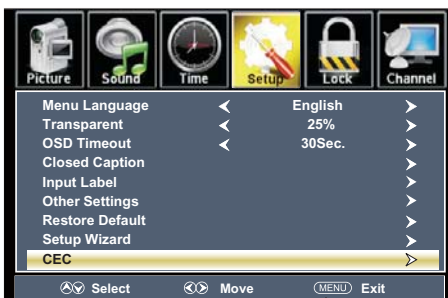 Picture Sound Time Setup Lock Channel
Menu Language English
Transparent 25%
OSD Timeout 30Sec.
Closed Caption
Input Label
Other Settings
Restore Default
Setup Wizard
CEC
Select Move MENU Exit